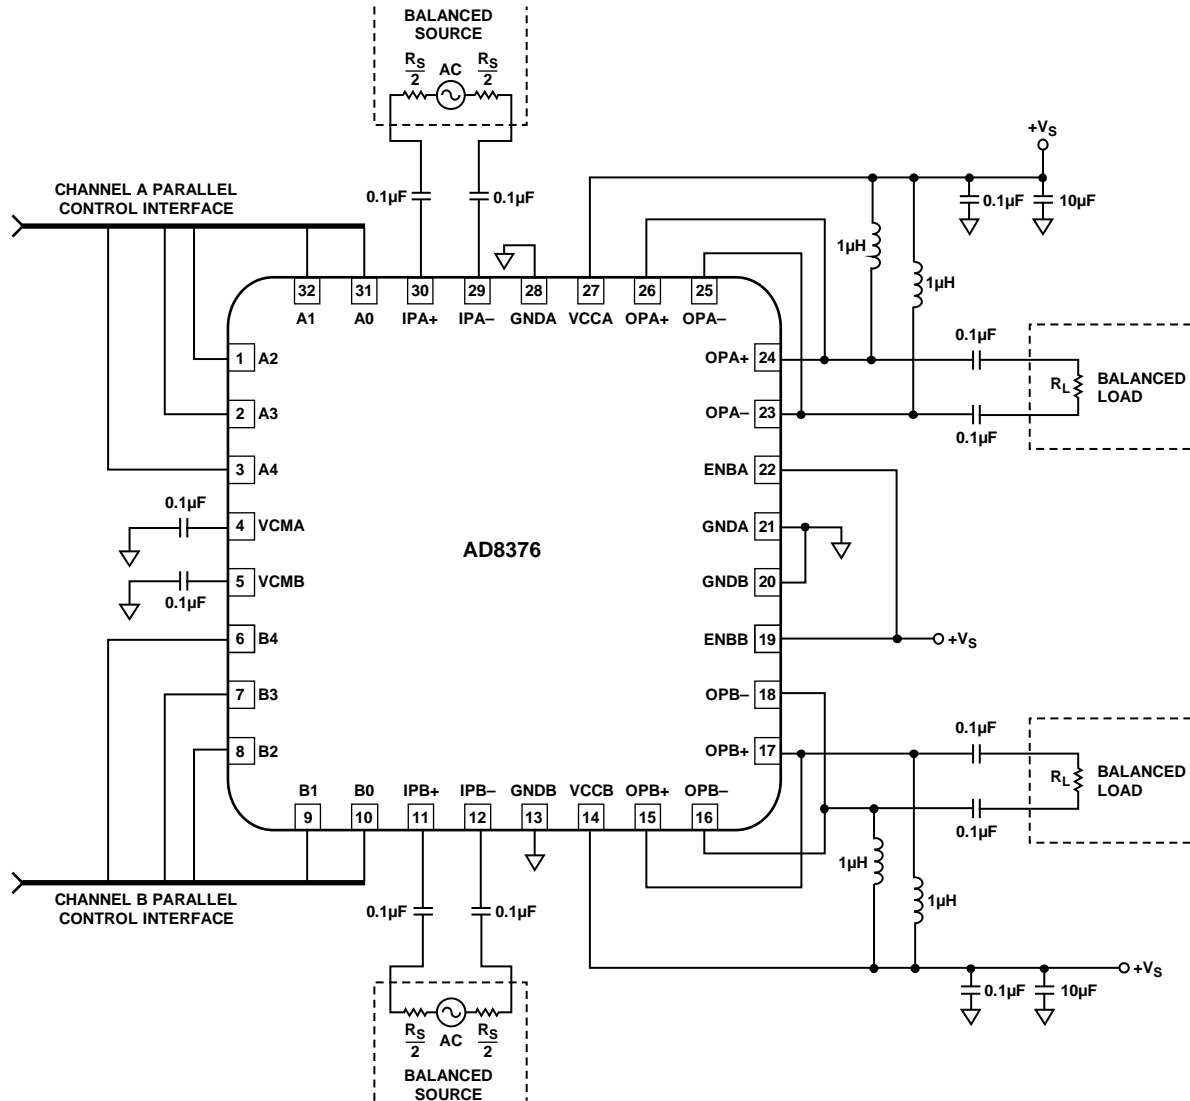 BALANCED
SOURCE
RS
2
AC
RS
2
+VS
0.1µF
0.1µF
0.1µF
10µF
CHANNEL A PARALLEL
CONTROL INTERFACE
1µH
1µH
32
31
30
29
28
27
26
25
A1
A0
IPA+
IPA–
GNDA
VCCA
OPA+
OPA–
1
A2
2
A3
3
A4
0.1µF
4
VCMA
5
VCMB
0.1µF
6
B4
7
B3
8
B2
AD8376
OPA+
24
OPA–
23
ENBA
22
GNDA
21
GNDB
20
ENBB
19
OPB–
18
OPB+
17
0.1µF
0.1µF
RL
BALANCED
LOAD
+VS
0.1µF
0.1µF
RL
BALANCED
LOAD
B1
B0
IPB+
IPB–
GNDB
VCCB
OPB+
OPB–
9
10
11
12
13
14
15
16
1µH
1µH
CHANNEL B PARALLEL
CONTROL INTERFACE
0.1µF
0.1µF
+VS
0.1µF
10µF
RS
2
AC
RS
2
BALANCED
SOURCE